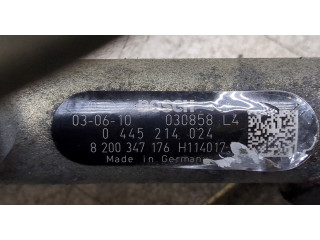 BOSCH
03-06-10 030858 L4
0 445 214 024
8 200 347 176 H114017
Made in Germany